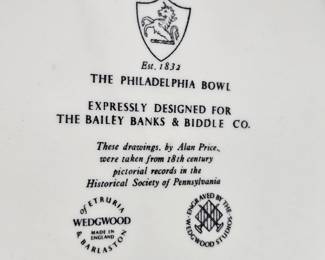 Est. 1832
THE PHILADELPHIA BOWL
EXPRESSLY DESIGNED FOR
THE BAILEY BANKS & BIDDLE CO.
These drawings, by Alan Price,
were taken from 18th century
pictorial records in the
Historical Society of Pennsylvania
of ETRURIA
WEDGWOOD
MADE IN
ENGLAND
& BARLASTON
ENGRAVED BY THE
WEDGWOOD STUDIOS